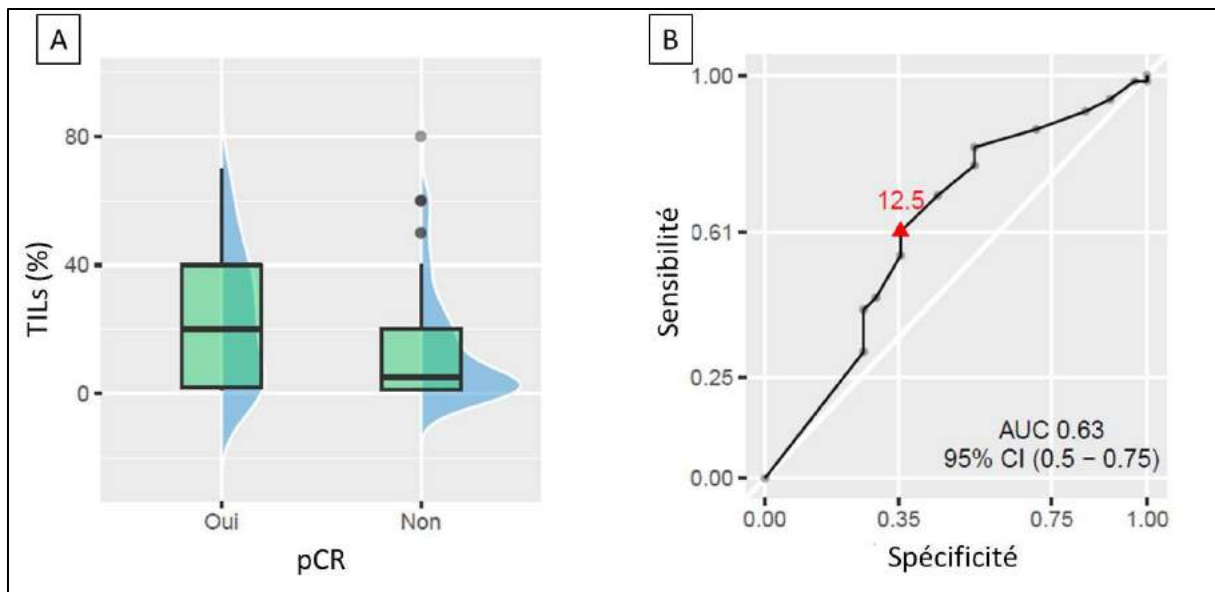 A
TILs (%)
80
40
0
Oui
Non
pCR
B
Sensibilité
1.00
0.61
0.25
0.00
12.5
AUC 0.63
95% CI (0.5 – 0.75)
0.00
0.35
0.75
1.00
Spécificité